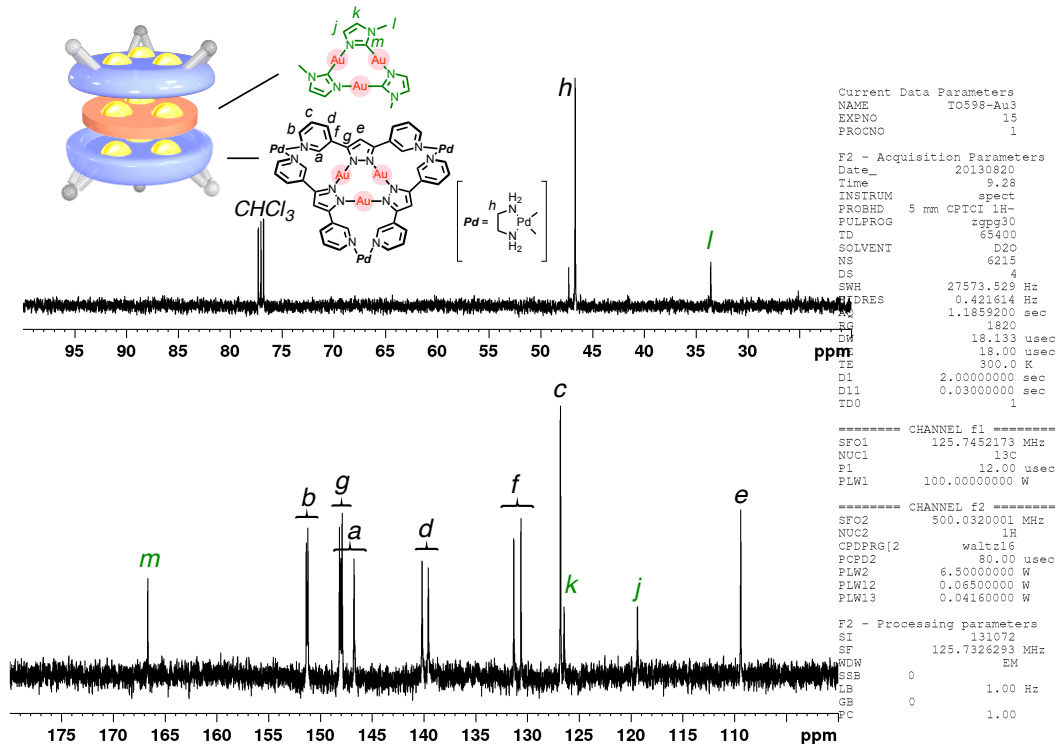 j
k
l
N
N
m
Au
Au
N
N
N
Au
N
c
b
d
f
e
g
Pd
N
a
N
N
N
Pd
N
N
Au
Au
N
N
N
N
Au
N
N
Pd
h
NH2
Pd =
Pd
N
H2
CHCl3
h
l
95 90 85 80 75 70 65 60 55 50 45 40 35 30 ppm
m
b
g
a
d
f
c
k
j
e
175 170 165 160 155 150 145 140 135 130 125 120 115 110 ppm
Current Data Parameters
NAME TO598-Au3
EXPNO 15
PROCNO 1
F2 - Acquisition Parameters
Date_ 20130820
Time 9.28
INSTRUM spect
PROBHD 5 mm CPTCI 1H-
PULPROG zgpg30
TD 65400
SOLVENT D2O
NS 6215
DS 4
SWH 27573.529 Hz
FIDRES 0.421614 Hz
AQ 1.1859200 sec
RG 1820
DW 18.133 usec
18.00 usec
TE 300.0 K
D1 2.00000000 sec
D11 0.03000000 sec
TD0 1
======== CHANNEL f1 ========
SFO1 125.7452173 MHz
NUC1 13C
P1 12.00 usec
PLW1 100.00000000 W
======== CHANNEL f2 ========
SFO2 500.0320001 MHz
NUC2 1H
CPDPRG[2 waltz16
PCPD2 80.00 usec
PLW2 6.50000000 W
PLW12 0.06500000 W
PLW13 0.04160000 W
F2 - Processing parameters
SI 131072
SF 125.7326293 MHz
WDW EM
SSB 0
LB 1.00 Hz
GB 0
PC 1.00